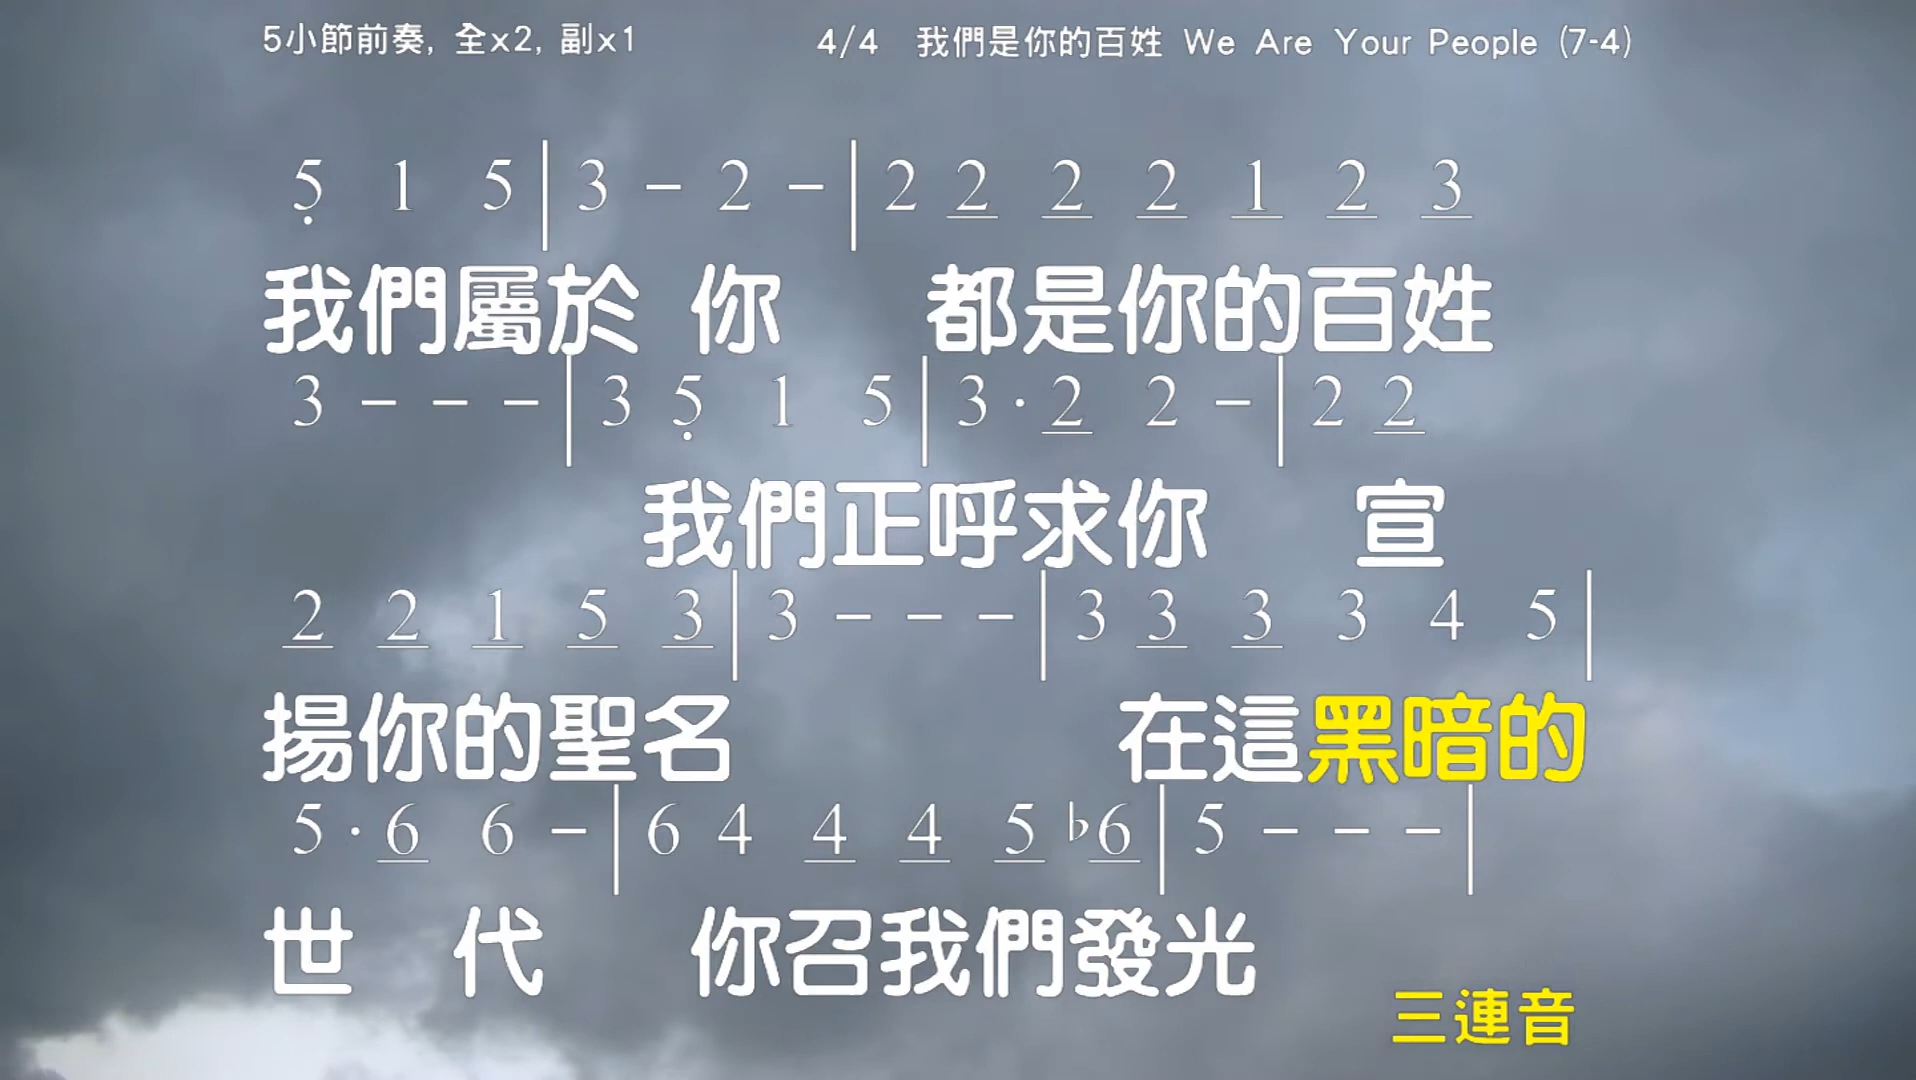 5小節前奏, 全x2, 副x1 4/4 我們是你的百姓 We Are Your People (7-4)
5̣ 1 5 | 3 - 2 - | 2 2 2 2 1 2 3
我們屬於 你 都是你的百姓
3 - - - | 3 5̣ 1 5 | 3 · 2 2 - | 2 2
我們正呼求你 宣
2 2 1 5 3 | 3 - - - | 3 3 3 3 4 5 |
揚你的聖名 在這黑暗的
5 · 6 6 - | 6 4 4 4 5 ♭6 | 5 - - - |
世 代 你召我們發光
三連音